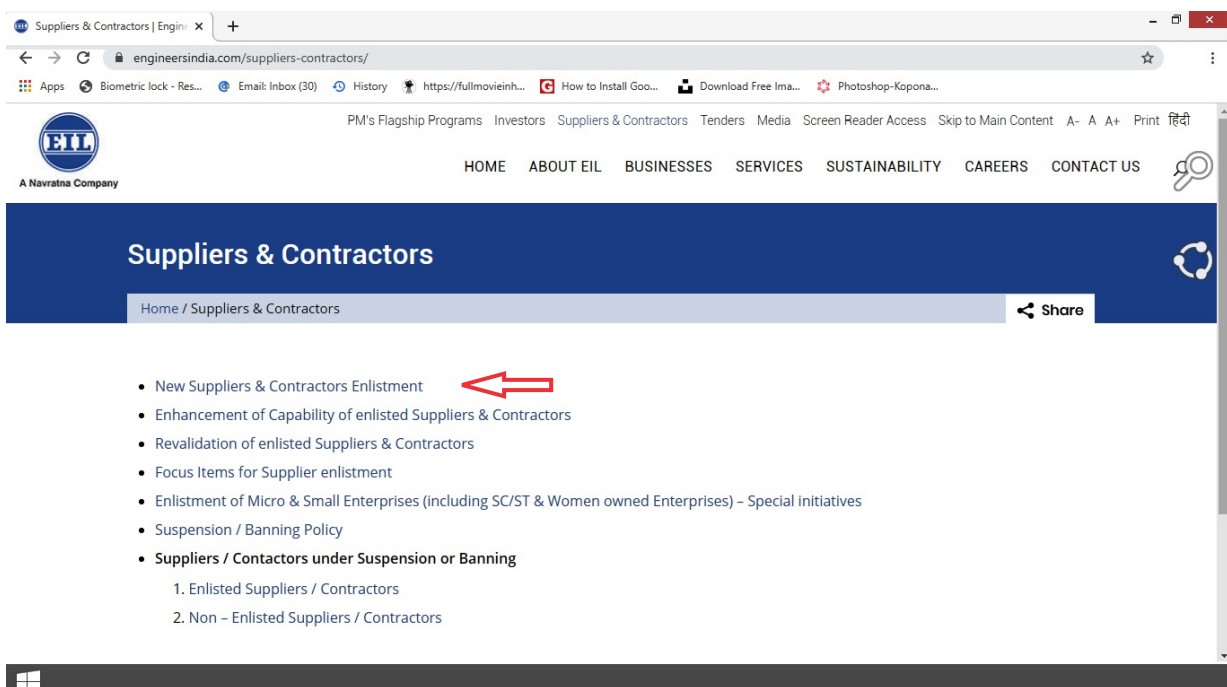 Suppliers & Contractors | Engine
engineersindia.com/suppliers-contractors/
Apps Biometric lock - Res... Email: Inbox (30) History https://fullmovieinh... How to Install Goo... Download Free Ima... Photoshop-Kopona...
PM's Flagship Programs Investors Suppliers & Contractors Tenders Media Screen Reader Access Skip to Main Content A- A A+ Print हिंदी
EIL
A Navratna Company
HOME ABOUT EIL BUSINESSES SERVICES SUSTAINABILITY CAREERS CONTACT US
Suppliers & Contractors
Home / Suppliers & Contractors
Share
• New Suppliers & Contractors Enlistment
• Enhancement of Capability of enlisted Suppliers & Contractors
• Revalidation of enlisted Suppliers & Contractors
• Focus Items for Supplier enlistment
• Enlistment of Micro & Small Enterprises (including SC/ST & Women owned Enterprises) – Special initiatives
• Suspension / Banning Policy
• Suppliers / Contactors under Suspension or Banning
1. Enlisted Suppliers / Contractors
2. Non – Enlisted Suppliers / Contractors